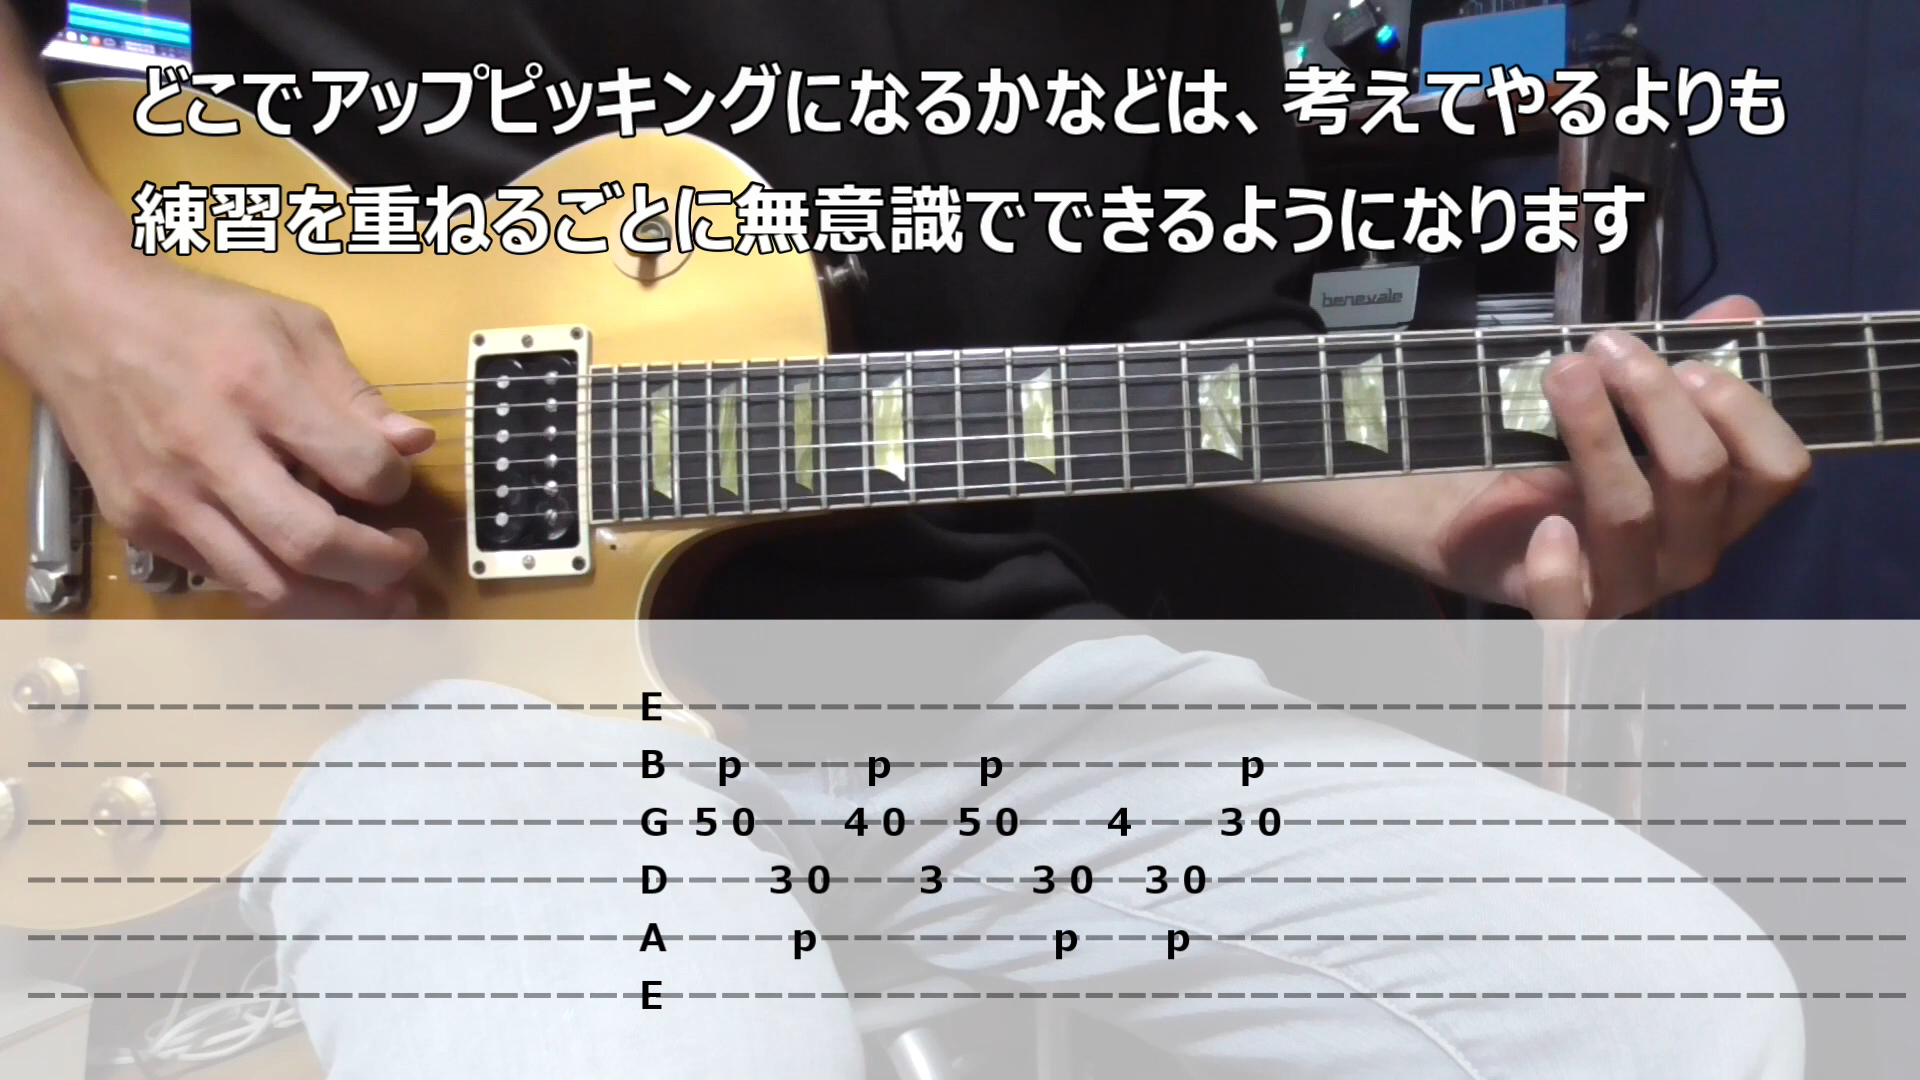 どこでアップピッキングになるかなどは、考えてやるよりも
練習を重ねるごとに無意識でできるようになります
benevale
E
B p p p p
G 5 0 4 0 5 0 4 3 0
D 3 0 3 3 0 3 0
A p p p
E